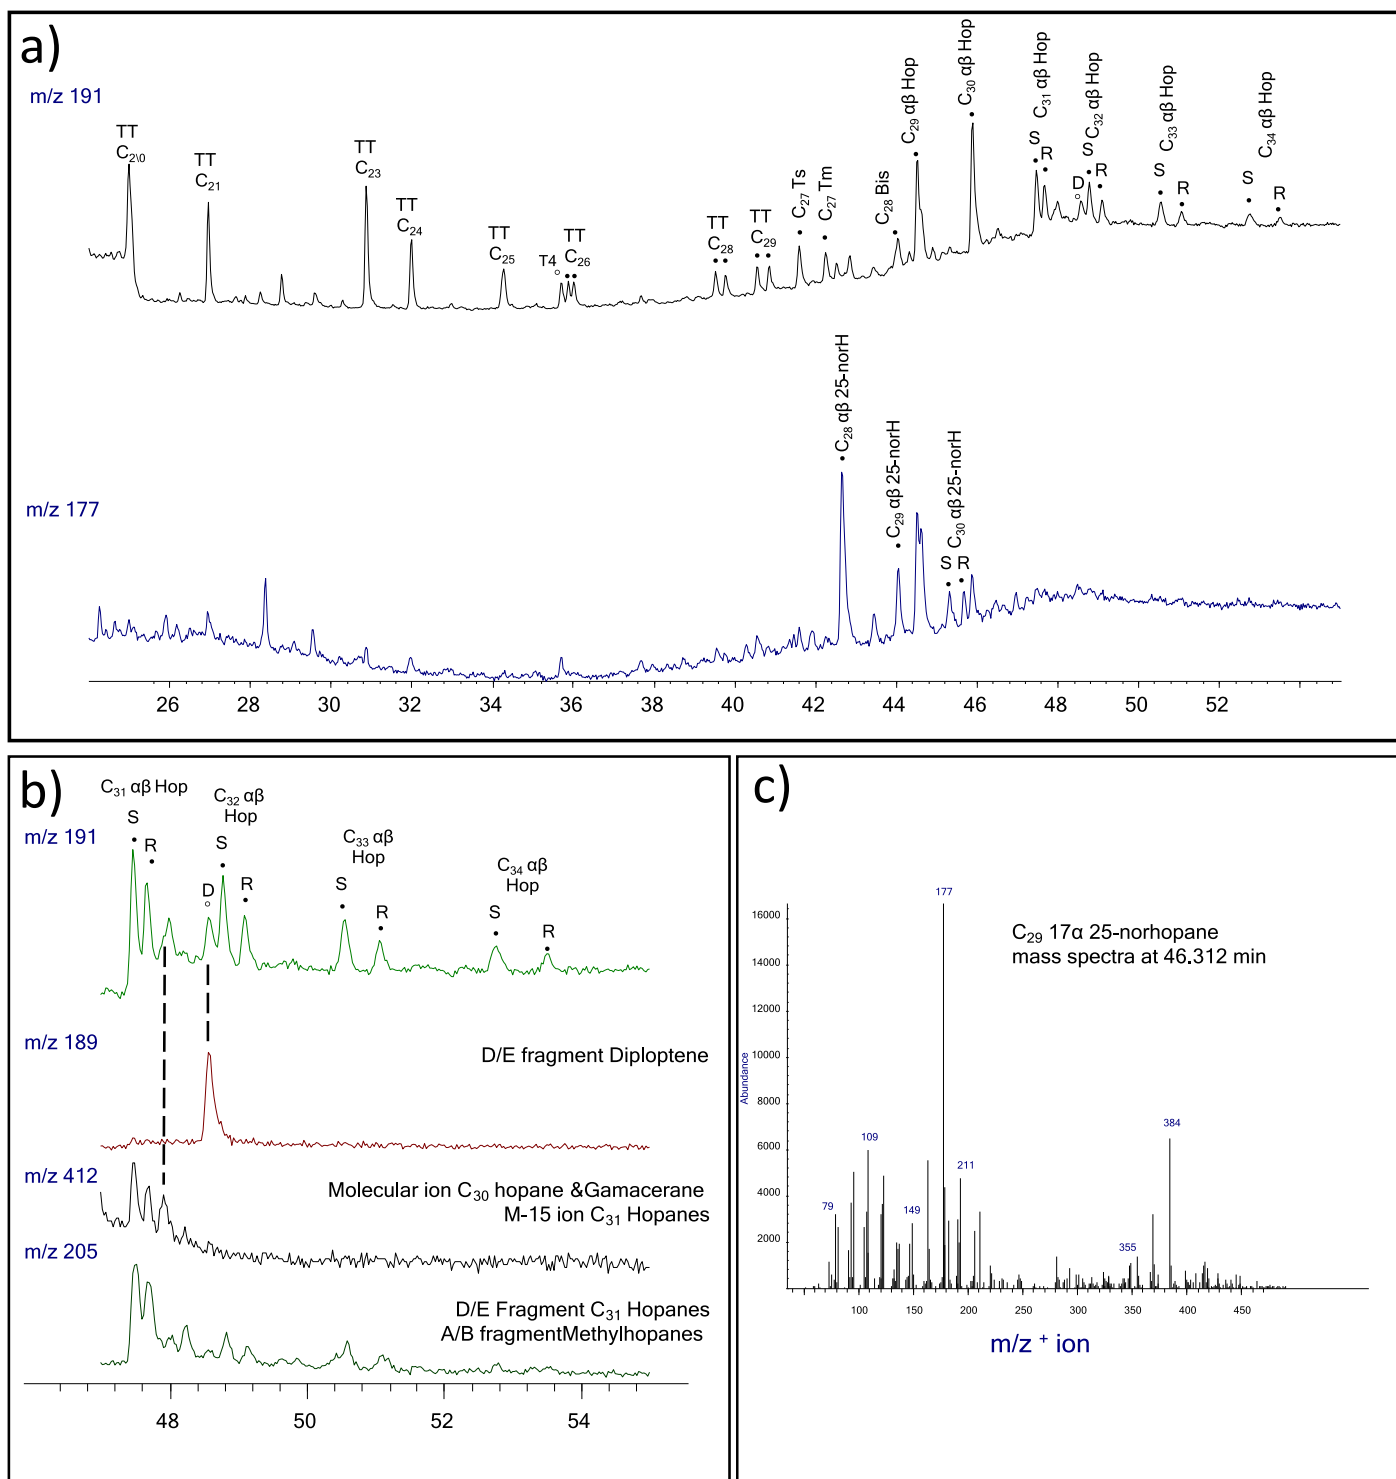 a)
m/z 191
TT
C2\0
TT
C21
TT
C23
TT
C24
TT
C25
T4
TT
C26
TT
C28
TT
C29
C27 Ts
C27 Tm
C28 Bis
C29 αβ Hop
C30 αβ Hop
C31 αβ Hop
S
R
C32 αβ Hop
D
S
R
C33 αβ Hop
S
R
C34 αβ Hop
S
R
m/z 177
C28 αβ 25-norH
C29 αβ 25-norH
C30 αβ 25-norH
S R
26 28 30 32 34 36 38 40 42 44 46 48 50 52
b)
C31 αβ Hop
S
R
C32 αβ
Hop
D
S
R
C33 αβ
Hop
S
R
C34 αβ
Hop
S
R
m/z 191
m/z 189
D/E fragment Diploptene
m/z 412
Molecular ion C30 hopane &Gamacerane
M-15 ion C31 Hopanes
m/z 205
D/E Fragment C31 Hopanes
A/B fragmentMethylhopanes
48 50 52 54
c)
C29 17α 25-norhopane
mass spectra at 46.312 min
Abundance
16000
14000
12000
10000
8000
6000
4000
2000
79
109
149
177
211
355
384
100 150 200 250 300 350 400 450
m/z + ion